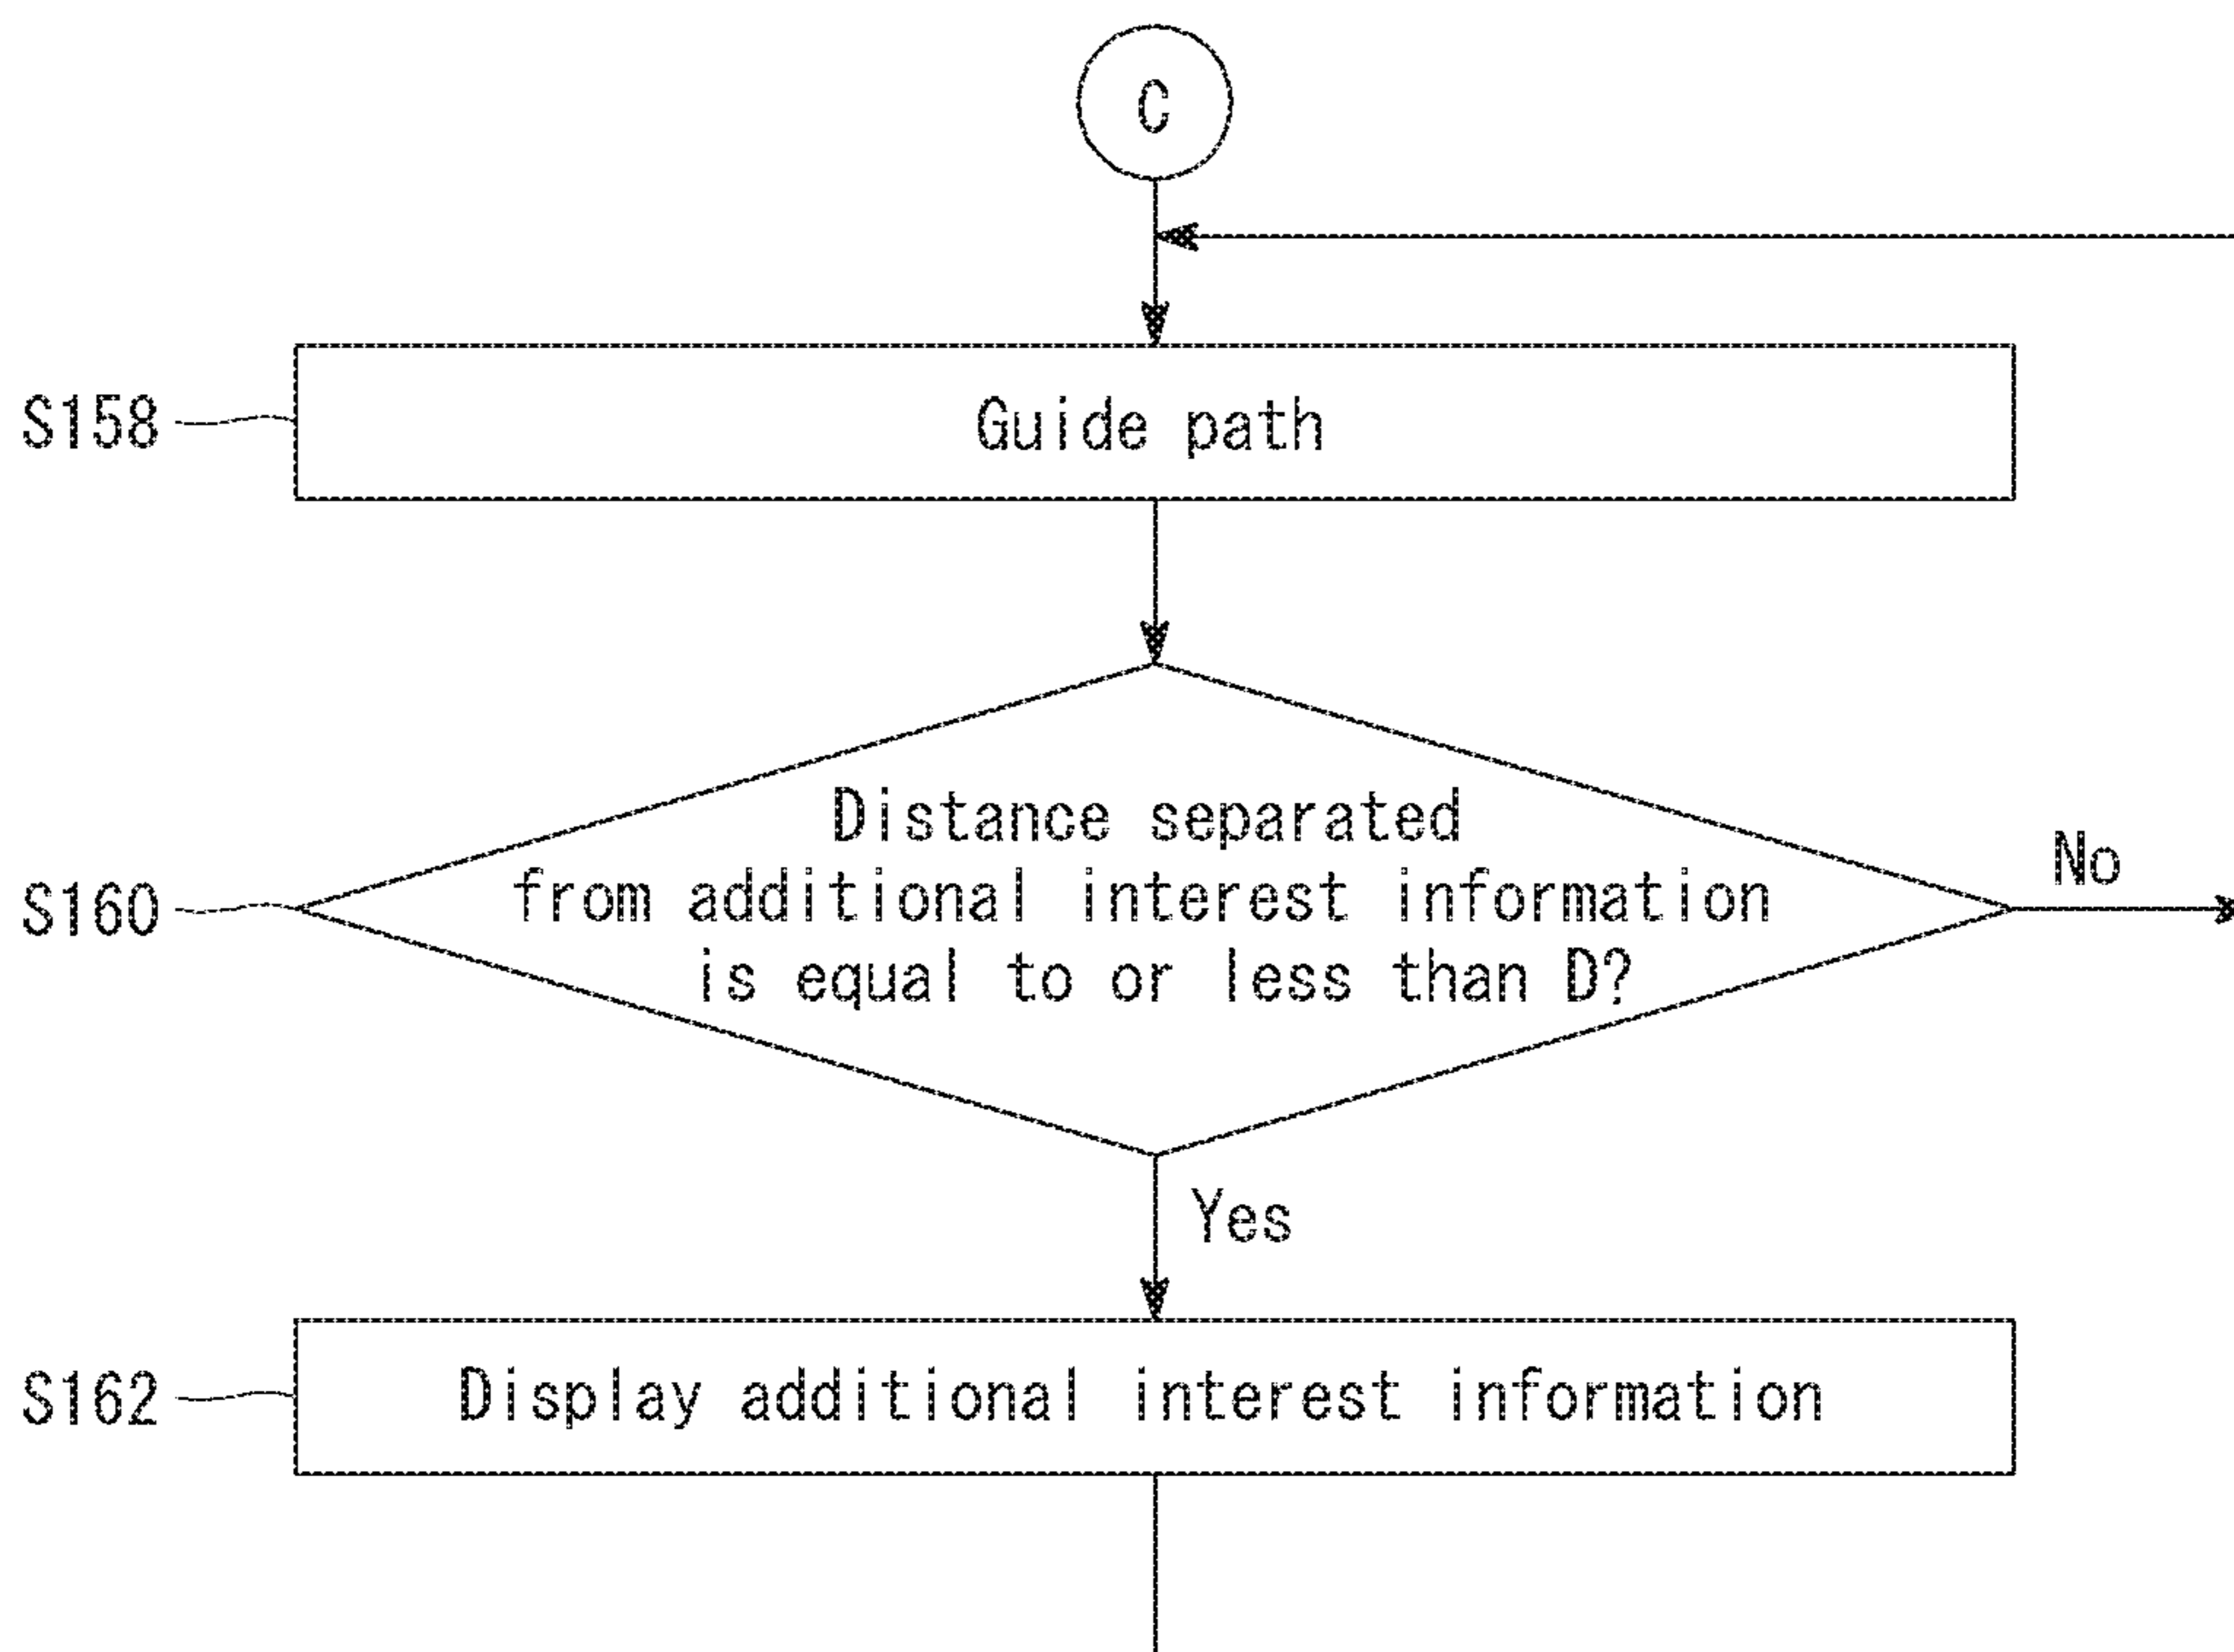 C
S158
Guide path
Distance separated
S160
from additional interest information
No
is equal to or less than D?
Yes
S162
Display additional interest information